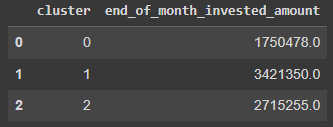 cluster end_of_month_invested_amount
0 0 1750478.0
1 1 3421350.0
2 2 2715255.0